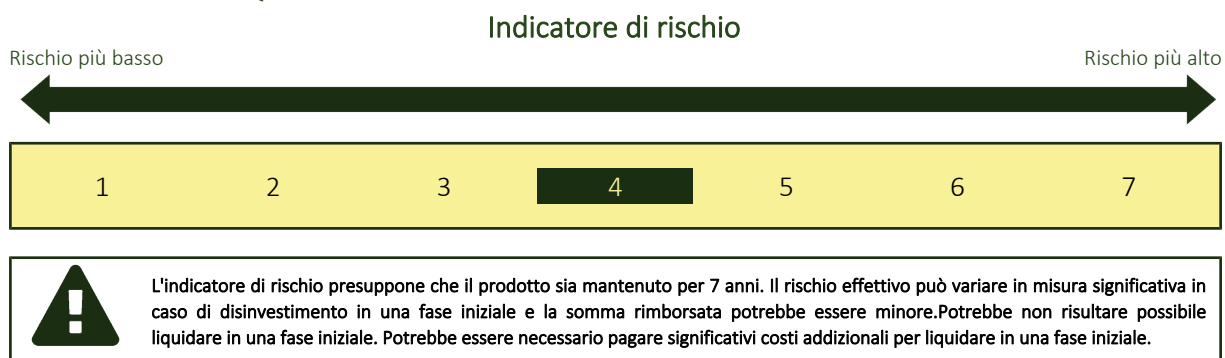 Indicatore di rischio
Rischio più basso
Rischio più alto
1 2 3 4 5 6 7
L'indicatore di rischio presuppone che il prodotto sia mantenuto per 7 anni. Il rischio effettivo può variare in misura significativa in
caso di disinvestimento in una fase iniziale e la somma rimborsata potrebbe essere minore.Potrebbe non risultare possibile
liquidare in una fase iniziale. Potrebbe essere necessario pagare significativi costi addizionali per liquidare in una fase iniziale.